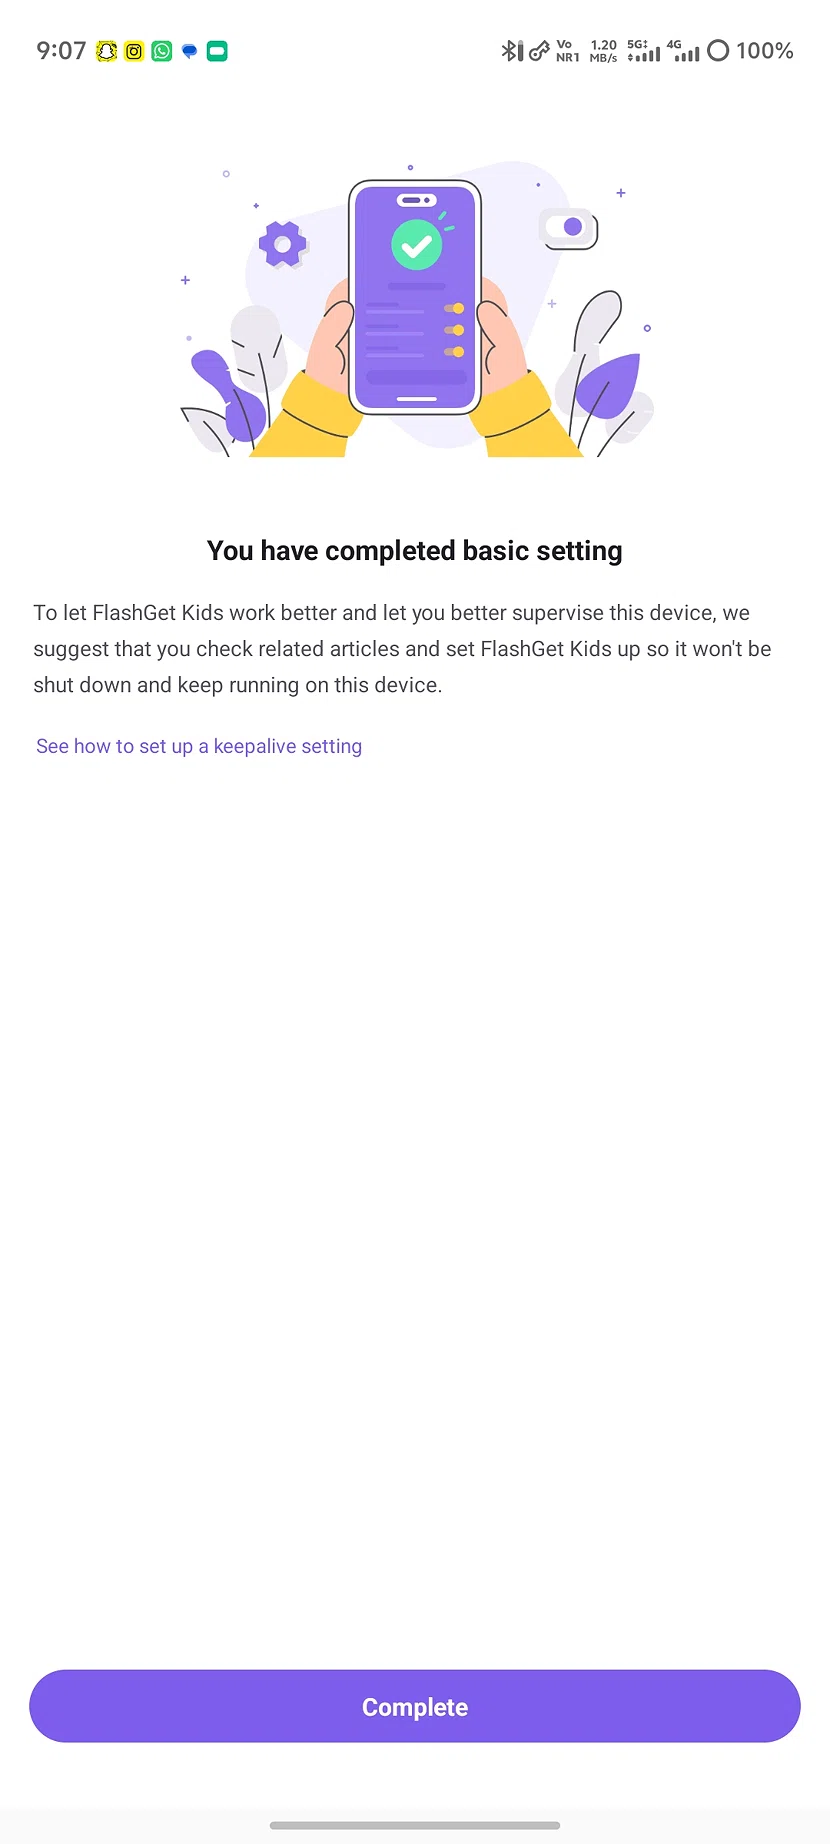 9:07 Vo NR1 1.20 MB/s 5G 4G 100%
You have completed basic setting
To let FlashGet Kids work better and let you better supervise this device, we
suggest that you check related articles and set FlashGet Kids up so it won't be
shut down and keep running on this device.
See how to set up a keepalive setting
Complete